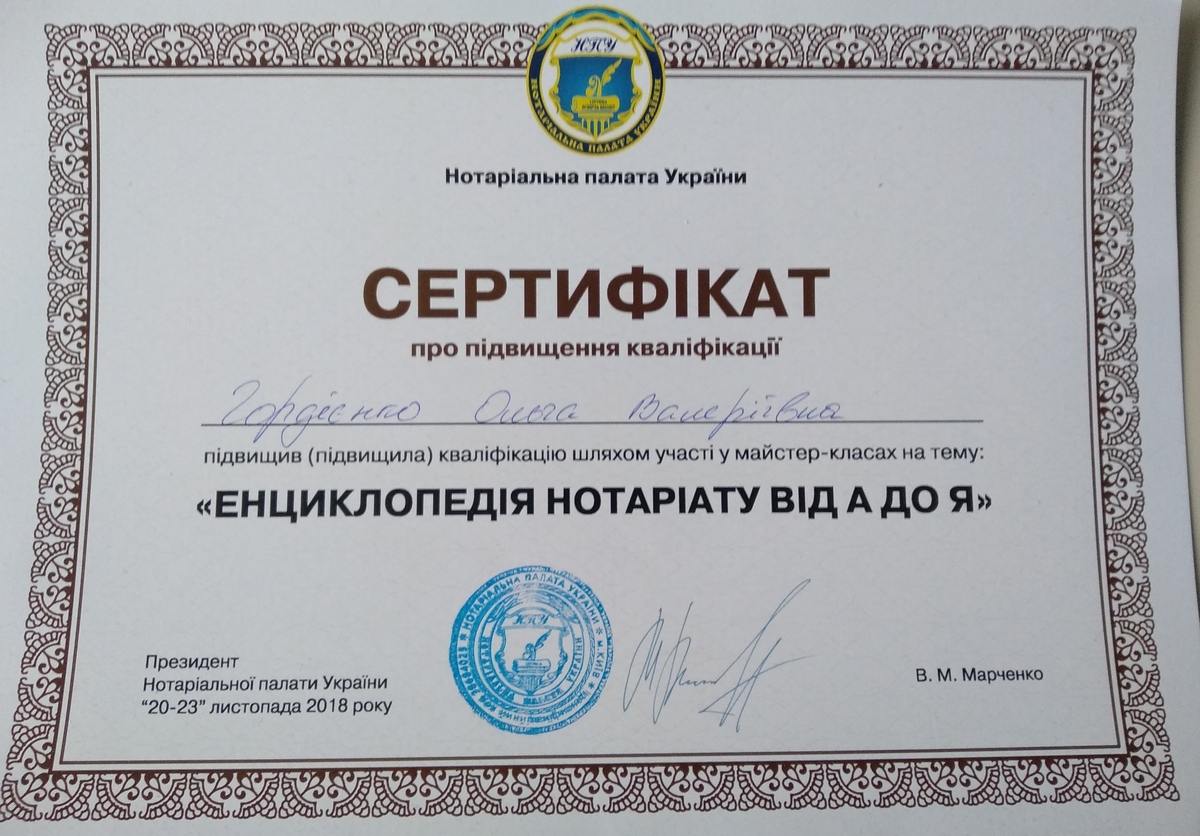 НПУ
НОТАРІАЛЬНА ПАЛАТА УКРАЇНИ
Нотаріальна палата України
СЕРТИФІКАТ
про підвищення кваліфікації
Гордієнко Ольга Валеріївна
підвищив (підвищила) кваліфікацію шляхом участі у майстер-класах на тему:
«ЕНЦИКЛОПЕДІЯ НОТАРІАТУ ВІД А ДО Я»
НОТАРІАЛЬНА ПАЛАТА УКРАЇНИ * м. КИЇВ *
НПУ
Президент
Нотаріальної палати України
“20-23” листопада 2018 року
В. М. Марченко